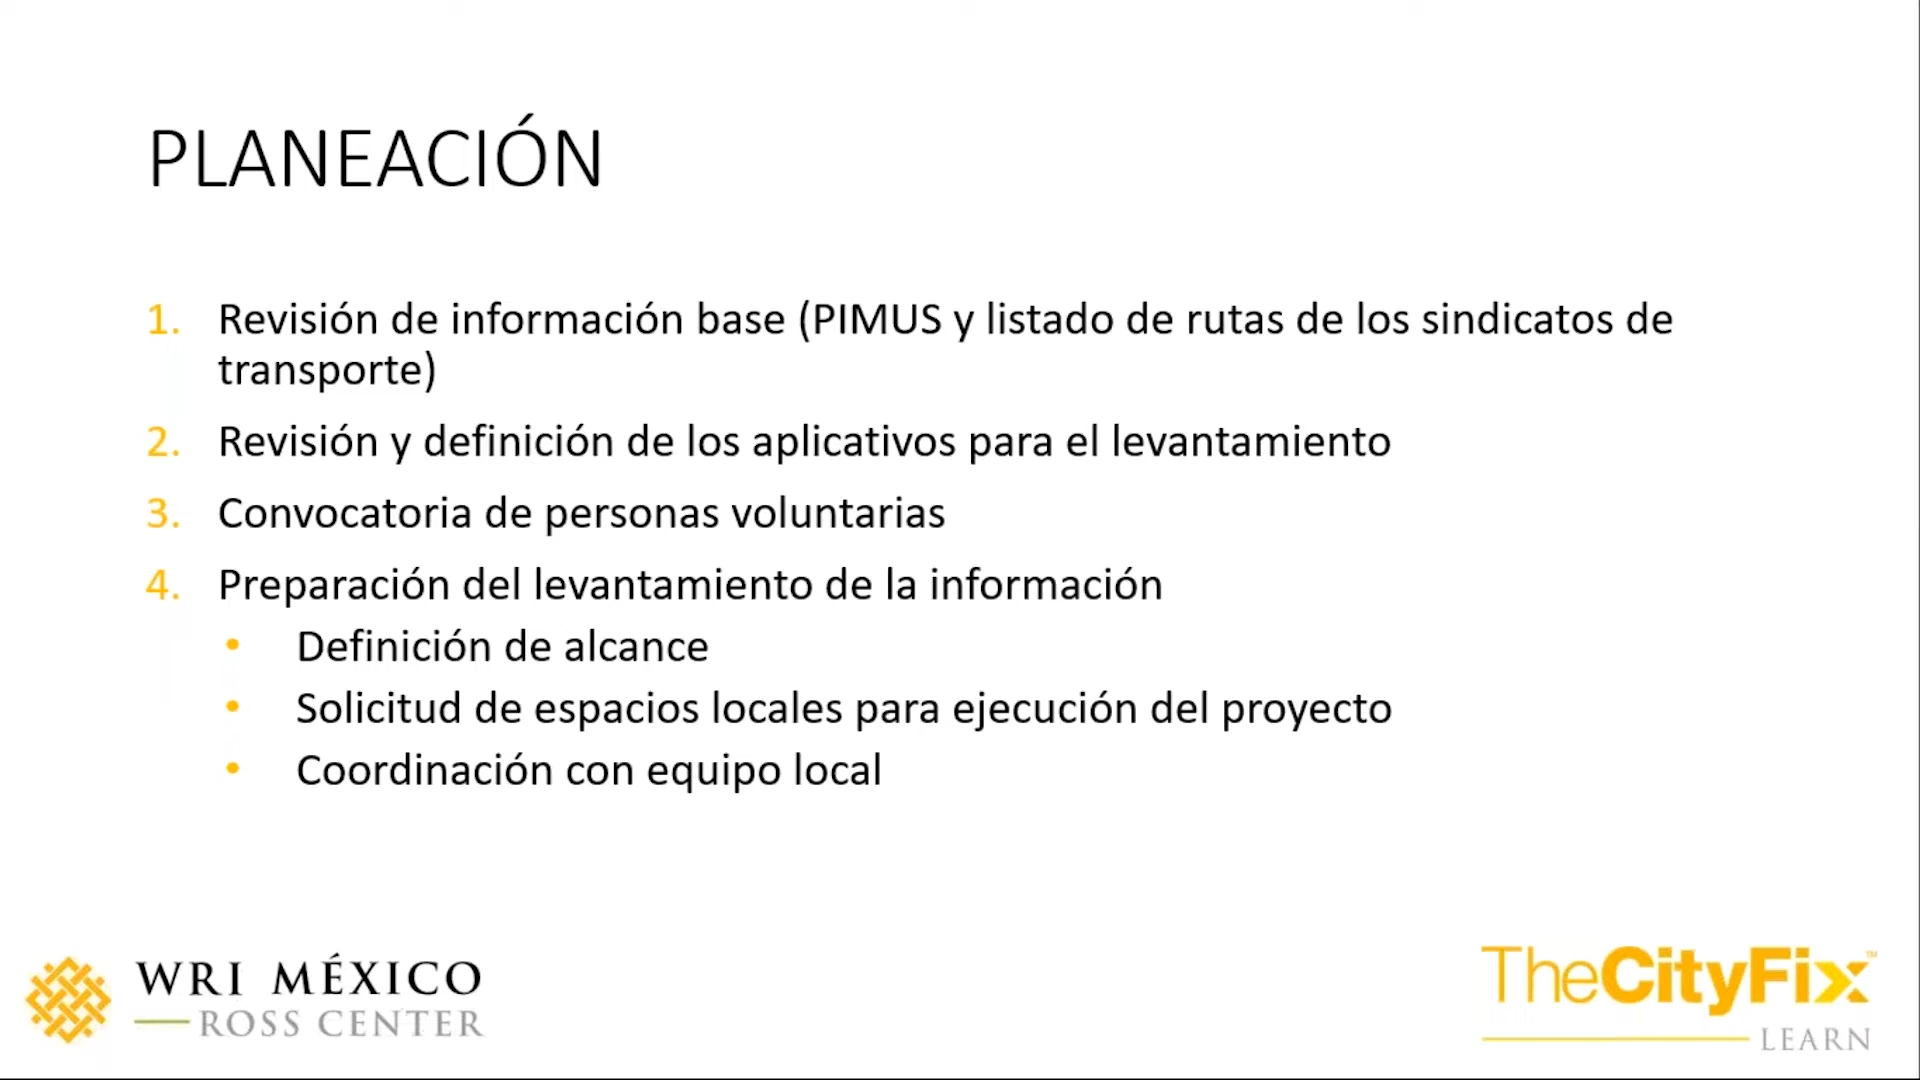 PLANEACIÓN
1. Revisión de información base (PIMUS y listado de rutas de los sindicatos de
transporte)
2. Revisión y definición de los aplicativos para el levantamiento
3. Convocatoria de personas voluntarias
4. Preparación del levantamiento de la información
• Definición de alcance
• Solicitud de espacios locales para ejecución del proyecto
• Coordinación con equipo local
WRI MÉXICO
ROSS CENTER
TheCityFix™
LEARN